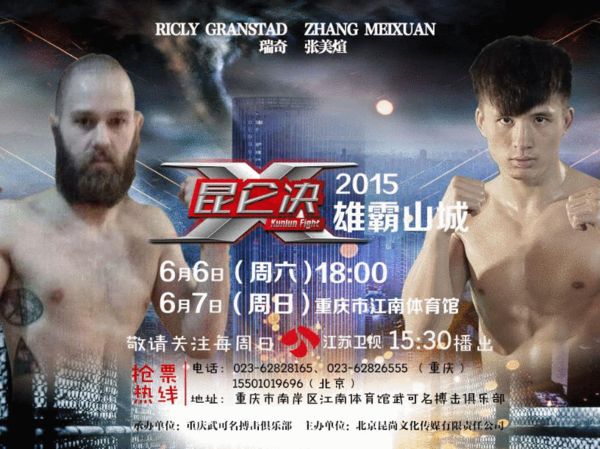 RICLY GRANSTAD ZHANG MEIXUAN
瑞奇 张美煊
昆仑决
Kunlun Fight
2015
雄霸山城
6月6日(周六)18:00
6月7日(周日)重庆市江南体育馆
敬请关注每周日 江苏卫视 15:30播出
抢票热线
电话:023-62828165、023-62826555(重庆)
15501019696(北京)
地址:重庆市南岸区江南体育馆武可名搏击俱乐部
承办单位:重庆武可名搏击俱乐部 主办单位:北京昆尚文化传媒有限责任公司